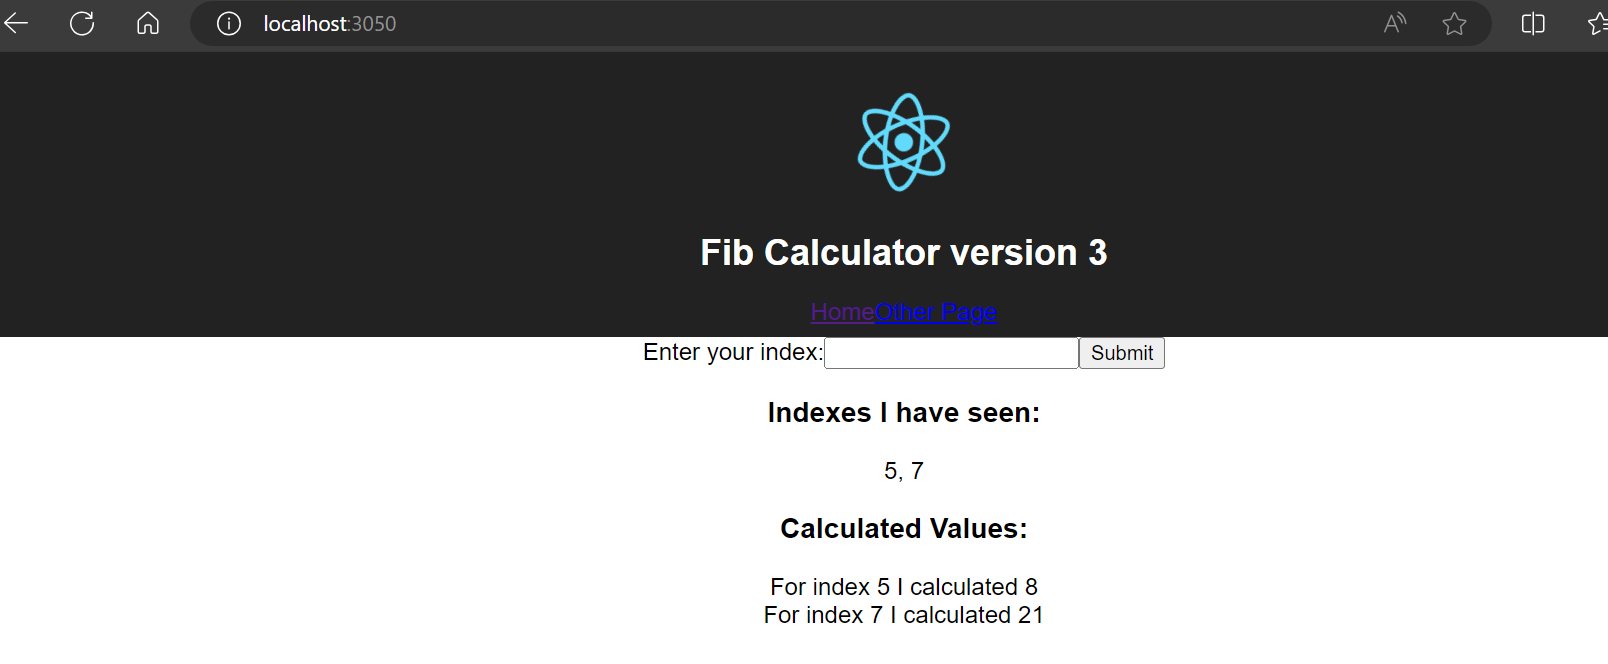 localhost:3050
Fib Calculator version 3
HomeOther Page
Enter your index: Submit
Indexes I have seen:
5, 7
Calculated Values:
For index 5 I calculated 8
For index 7 I calculated 21